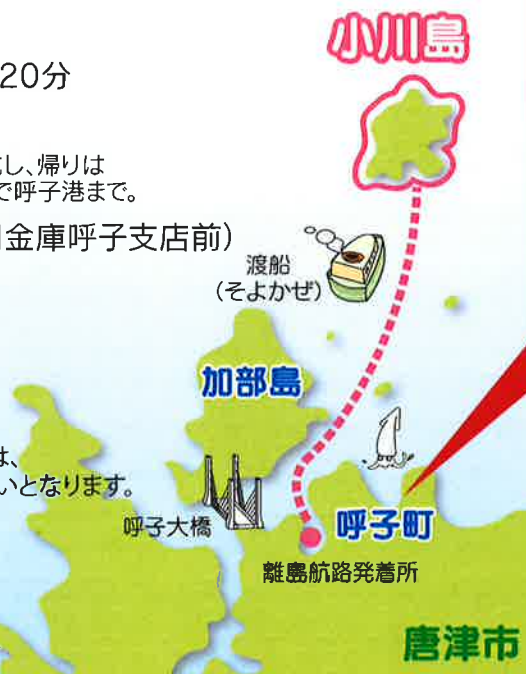 小川島
20分
し、帰りは
で呼子港まで。
金庫呼子支店前)
渡船
(そよかぜ)
加部島
は、
いとなります。
呼子大橋
呼子町
離島航路発着所
唐津市